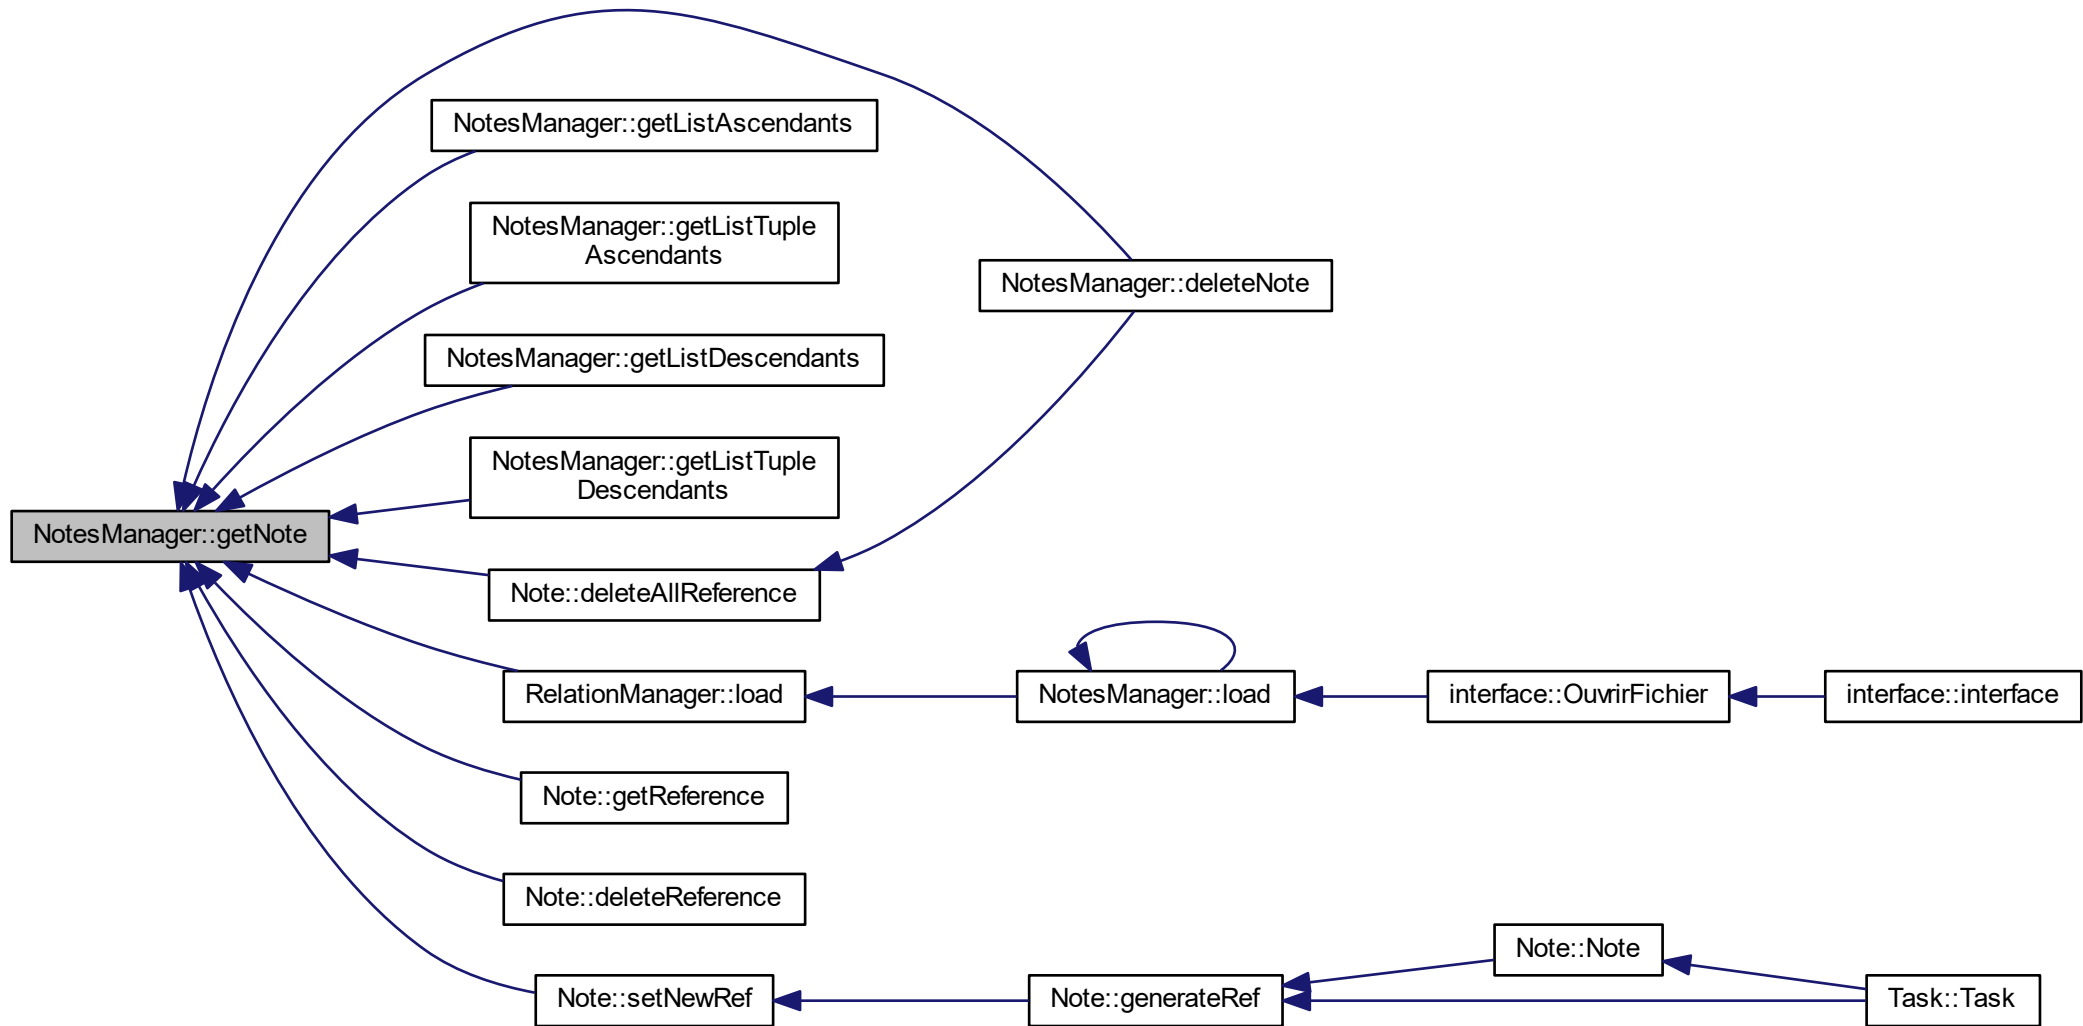 NotesManager::getListAscendants
NotesManager::getListTuple
Ascendants
NotesManager::deleteNote
NotesManager::getListDescendants
NotesManager::getListTuple
Descendants
NotesManager::getNote
Note::deleteAllReference
RelationManager::load
NotesManager::load
interface::OuvrirFichier
interface::interface
Note::getReference
Note::deleteReference
Note::Note
Note::setNewRef
Note::generateRef
Task::Task